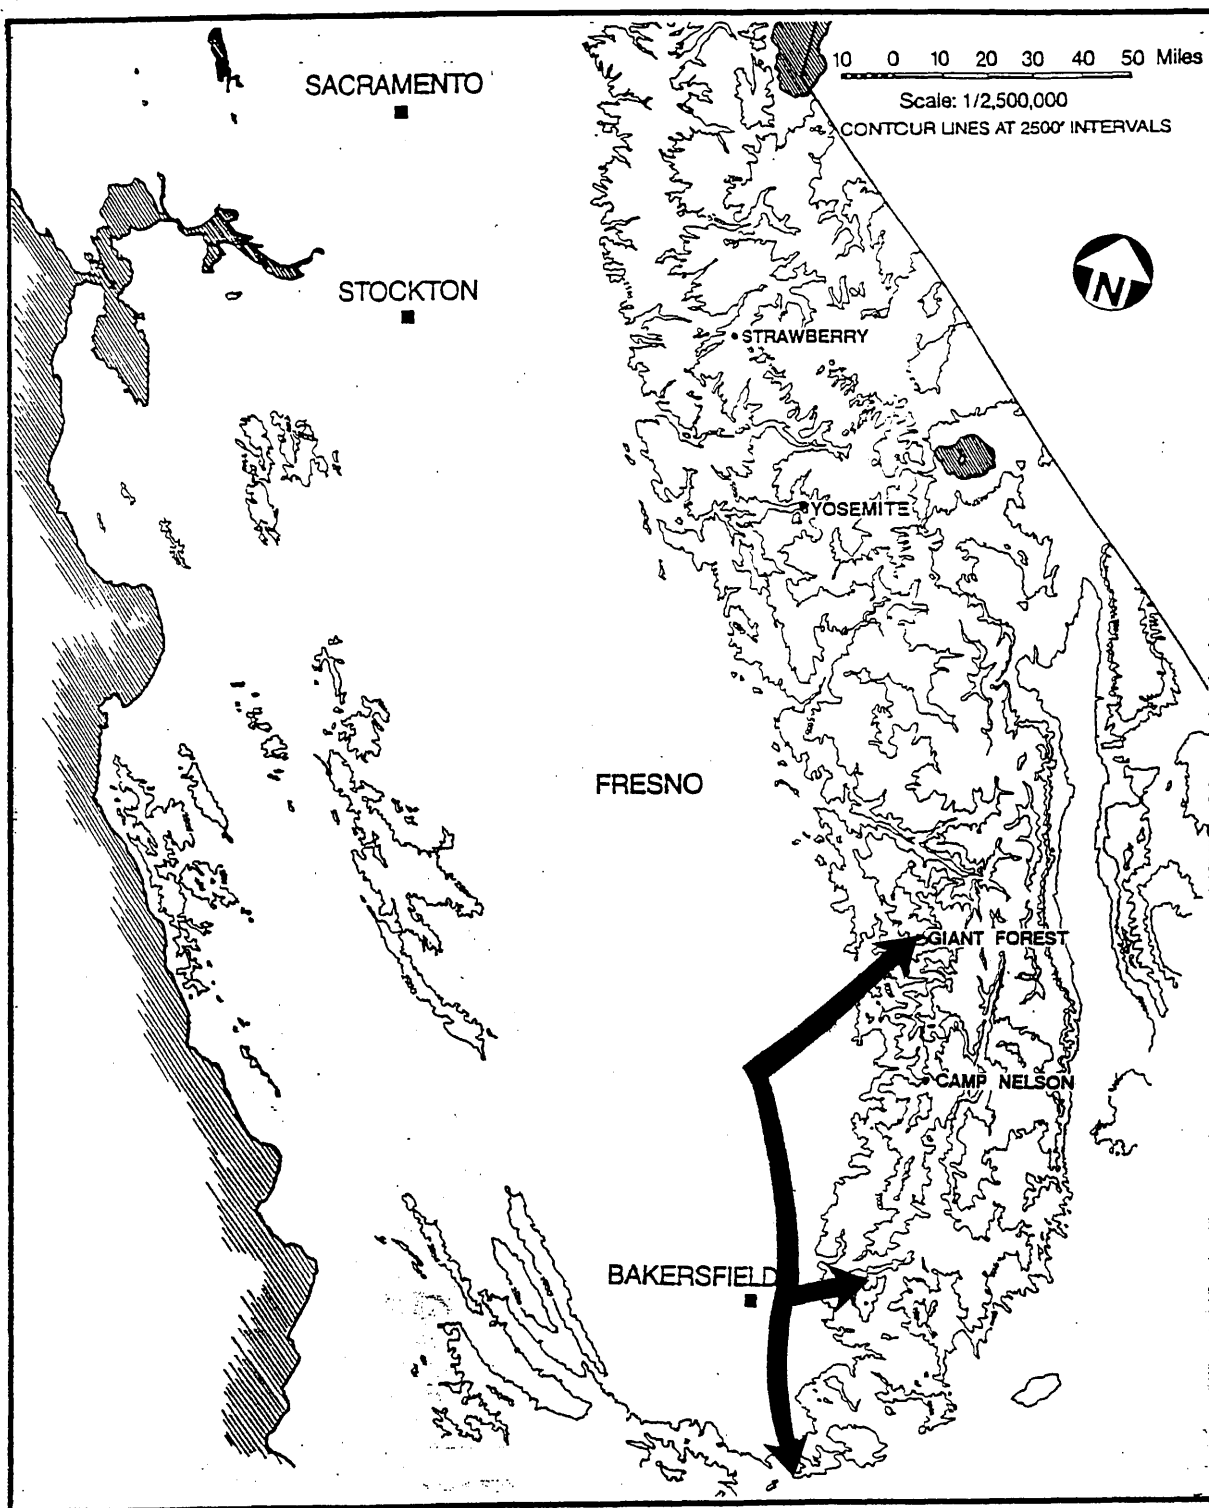 SACRAMENTO
10 0 10 20 30 40 50 Miles
Scale: 1/2,500,000
CONTOUR LINES AT 2500' INTERVALS
N
STOCKTON
STRAWBERRY
YOSEMITE
FRESNO
GIANT FOREST
CAMP NELSON
BAKERSFIELD